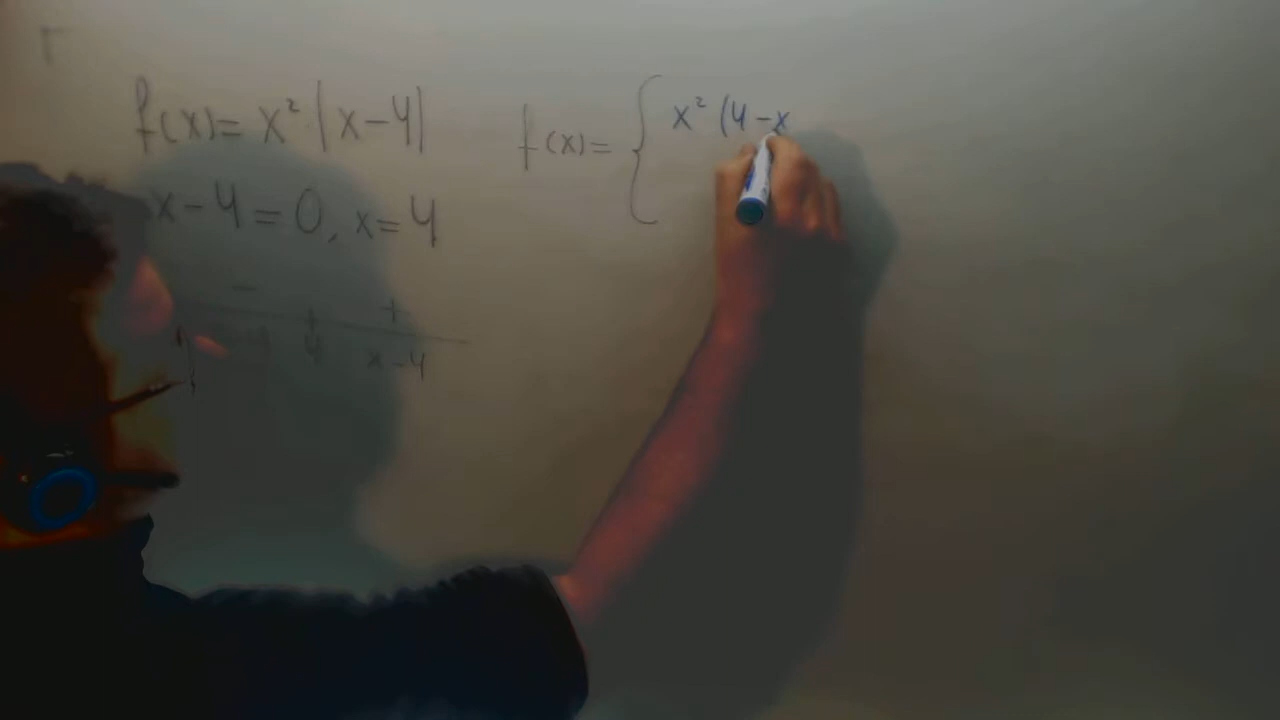 f(x)= x² |x-4|
x-4=0, x=4
- + +
4 x-4
f(x)= { x² (4-x